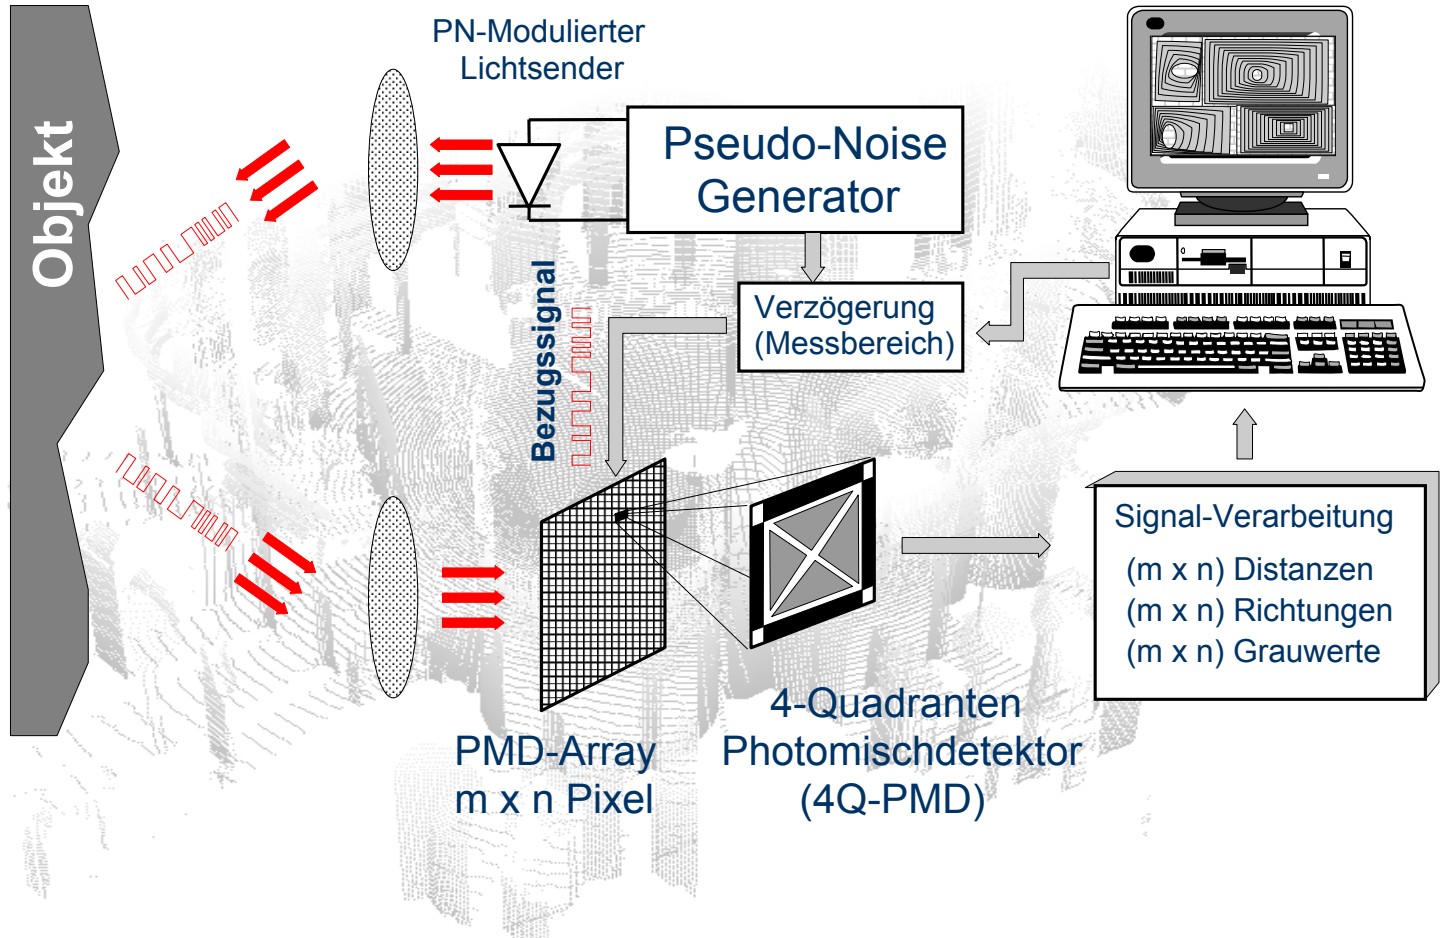 PN-Modulierter
Lichtsender
Objekt
Pseudo-Noise
Generator
Bezugssignal
Verzögerung
(Messbereich)
Signal-Verarbeitung
(m x n) Distanzen
(m x n) Richtungen
(m x n) Grauwerte
PMD-Array
m x n Pixel
4-Quadranten
Photomischdetektor
(4Q-PMD)